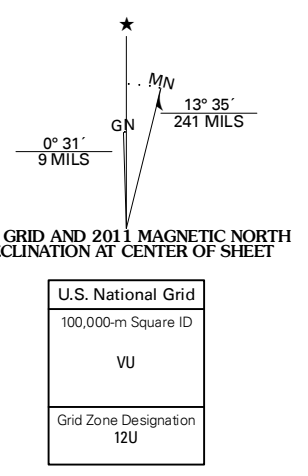 ★
MN
GN
13° 35´
241 MILS
0° 31´
9 MILS
GRID AND 2011 MAGNETIC NORTH
CLINATION AT CENTER OF SHEET
U.S. National Grid
100,000-m Square ID
VU
Grid Zone Designation
12U